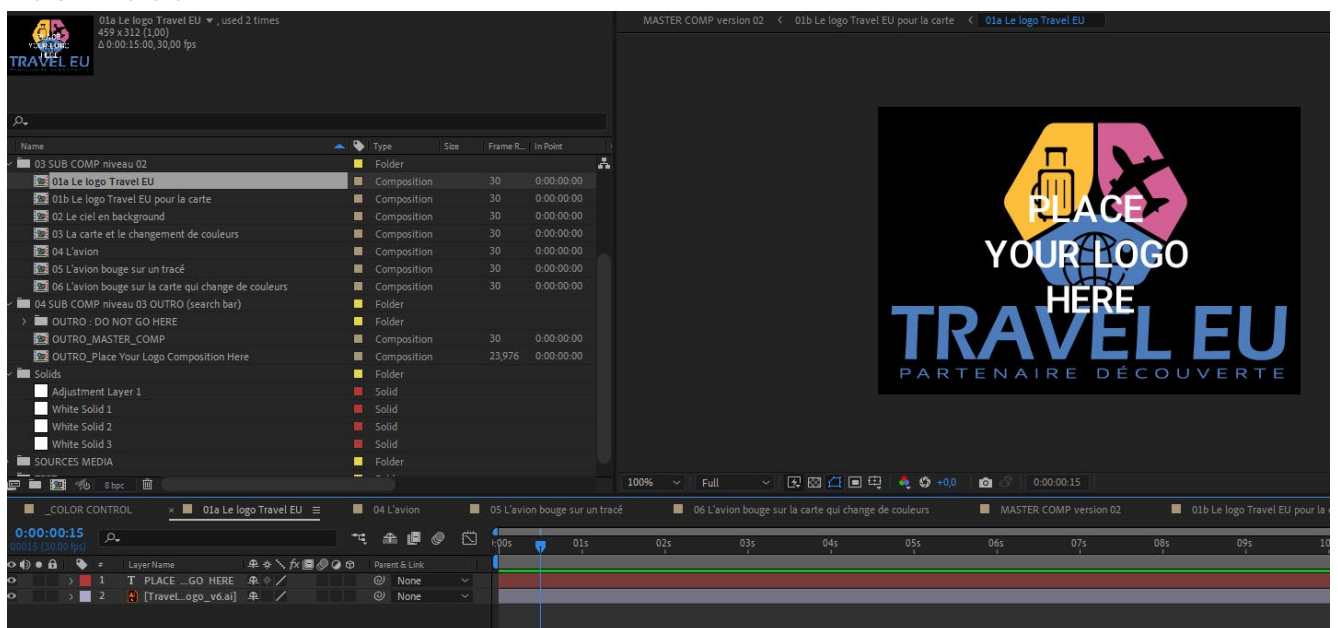 01a Le logo Travel EU ▼ , used 2 times
459 x 312 (1,00)
Δ 0:00:15:00, 30,00 fps
PLACE
YOUR LOGO
HERE
TRAVEL EU
MASTER COMP version 02 < 01b Le logo Travel EU pour la carte < 01a Le logo Travel EU
Name Type Size Frame R... In Point
03 SUB COMP niveau 02 Folder
01a Le logo Travel EU Composition 30 0:00:00:00
01b Le logo Travel EU pour la carte Composition 30 0:00:00:00
02 Le ciel en background Composition 30 0:00:00:00
03 La carte et le changement de couleurs Composition 30 0:00:00:00
04 L'avion Composition 30 0:00:00:00
05 L'avion bouge sur un tracé Composition 30 0:00:00:00
06 L'avion bouge sur la carte qui change de couleurs Composition 30 0:00:00:00
04 SUB COMP niveau 03 OUTRO (search bar) Folder
OUTRO : DO NOT GO HERE Folder
OUTRO_MASTER_COMP Composition 30 0:00:00:00
OUTRO_Place Your Logo Composition Here Composition 23,976 0:00:00:00
Solids Folder
Adjustment Layer 1 Solid
White Solid 1 Solid
White Solid 2 Solid
White Solid 3 Solid
SOURCES MEDIA Folder
8 bpc
PLACE
YOUR LOGO
HERE
TRAVEL EU
PARTENAIRE DÉCOUVERTE
100% Full +0,0 0:00:00:15
_COLOR CONTROL × 01a Le logo Travel EU 04 L'avion 05 L'avion bouge sur un tracé 06 L'avion bouge sur la carte qui change de couleurs MASTER COMP version 02 01b Le logo Travel EU pour la
0:00:00:15
00015 (30.00 fps)
:00s 01s 02s 03s 04s 05s 06s 07s 08s 09s 10
# Layer Name fx Parent & Link
1 T PLACE ...GO HERE None
2 [TraveL..ogo_v6.ai] None